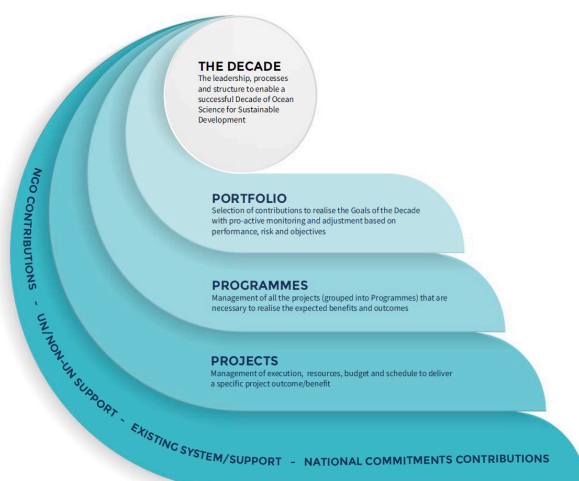 THE DECADE
The leadership, processes
and structure to enable a
successful Decade of Ocean
Science for Sustainable
Development
PORTFOLIO
Selection of contributions to realise the Goals of the Decade
with pro-active monitoring and adjustment based on
performance, risk and objectives
PROGRAMMES
Management of all the projects (grouped into Programmes) that are
necessary to realise the expected benefits and outcomes
PROJECTS
Management of execution, resources, budget and schedule to deliver
a specific project outcome/benefit
NGO CONTRIBUTIONS - UN/NON-UN SUPPORT - EXISTING SYSTEM/SUPPORT - NATIONAL COMMITMENTS CONTRIBUTIONS